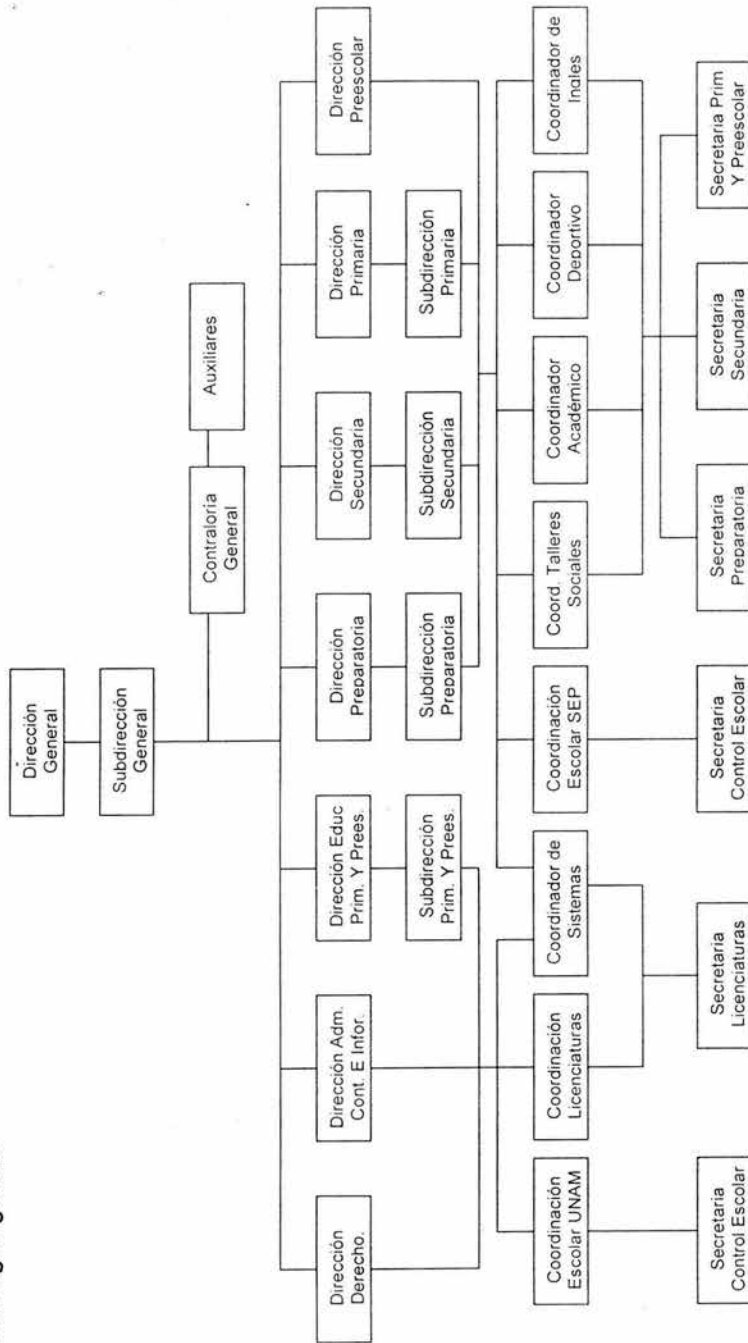 Dirección
General
Subdirección
General
Contraloria
General
Auxiliares
Dirección
Derecho.
Dirección Adm.
Cont. E Infor.
Dirección Educ
Prim. Y Prees.
Dirección
Preparatoria
Dirección
Secundaria
Dirección
Primaria
Dirección
Preescolar
Subdirección
Prim. Y Prees.
Subdirección
Preparatoria
Subdirección
Secundaria
Subdirección
Primaria
Coordinación
Escolar UNAM
Coordinación
Licenciaturas
Coordinador de
Sistemas
Coordinación
Escolar SEP
Coord. Talleres
Sociales
Coordinador
Académico
Coordinador
Deportivo
Coordinador de
Ingles
Secretaria
Control Escolar
Secretaria
Licenciaturas
Secretaria
Control Escolar
Secretaria
Preparatoria
Secretaria
Secundaria
Secretaria Prim
Y Preescolar